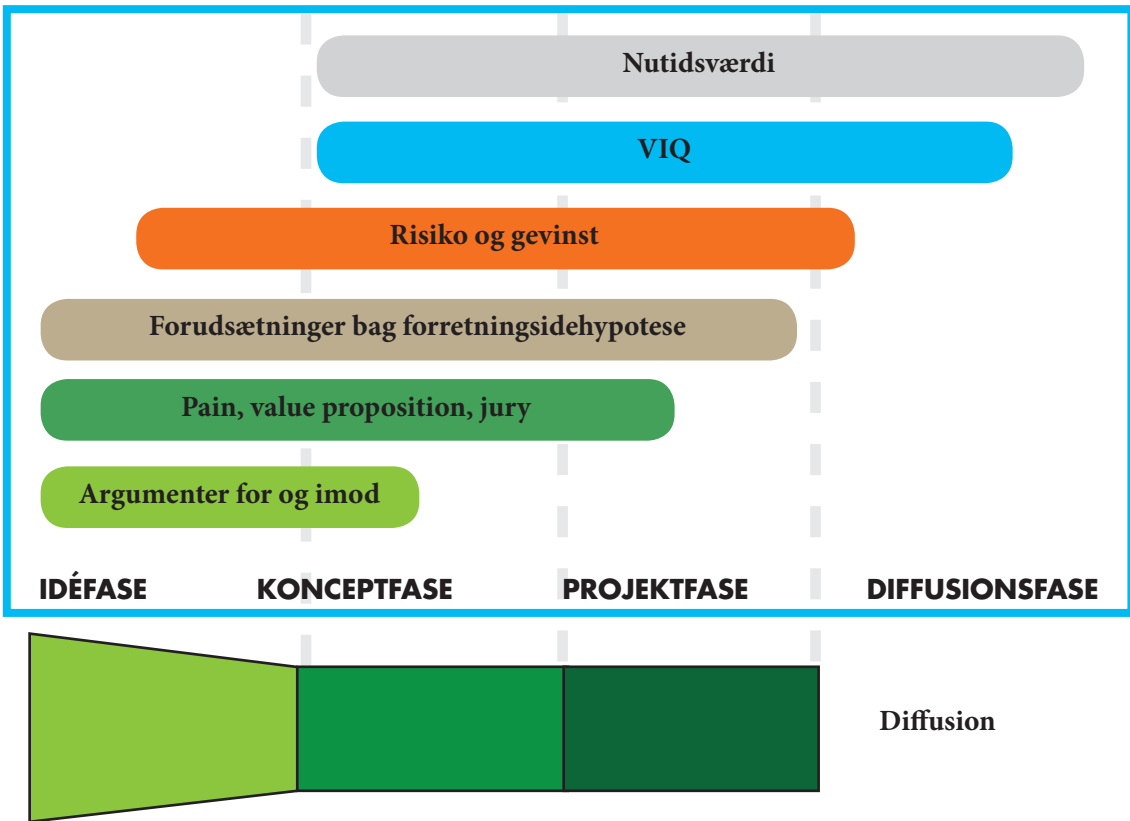 Nutidsværdi
VIQ
Risiko og gevinst
Forudsætninger bag forretningsidehypotese
Pain, value proposition, jury
Argumenter for og imod
IDÉFASE KONCEPTFASE PROJEKTFASE DIFFUSIONSFASE
Diffusion